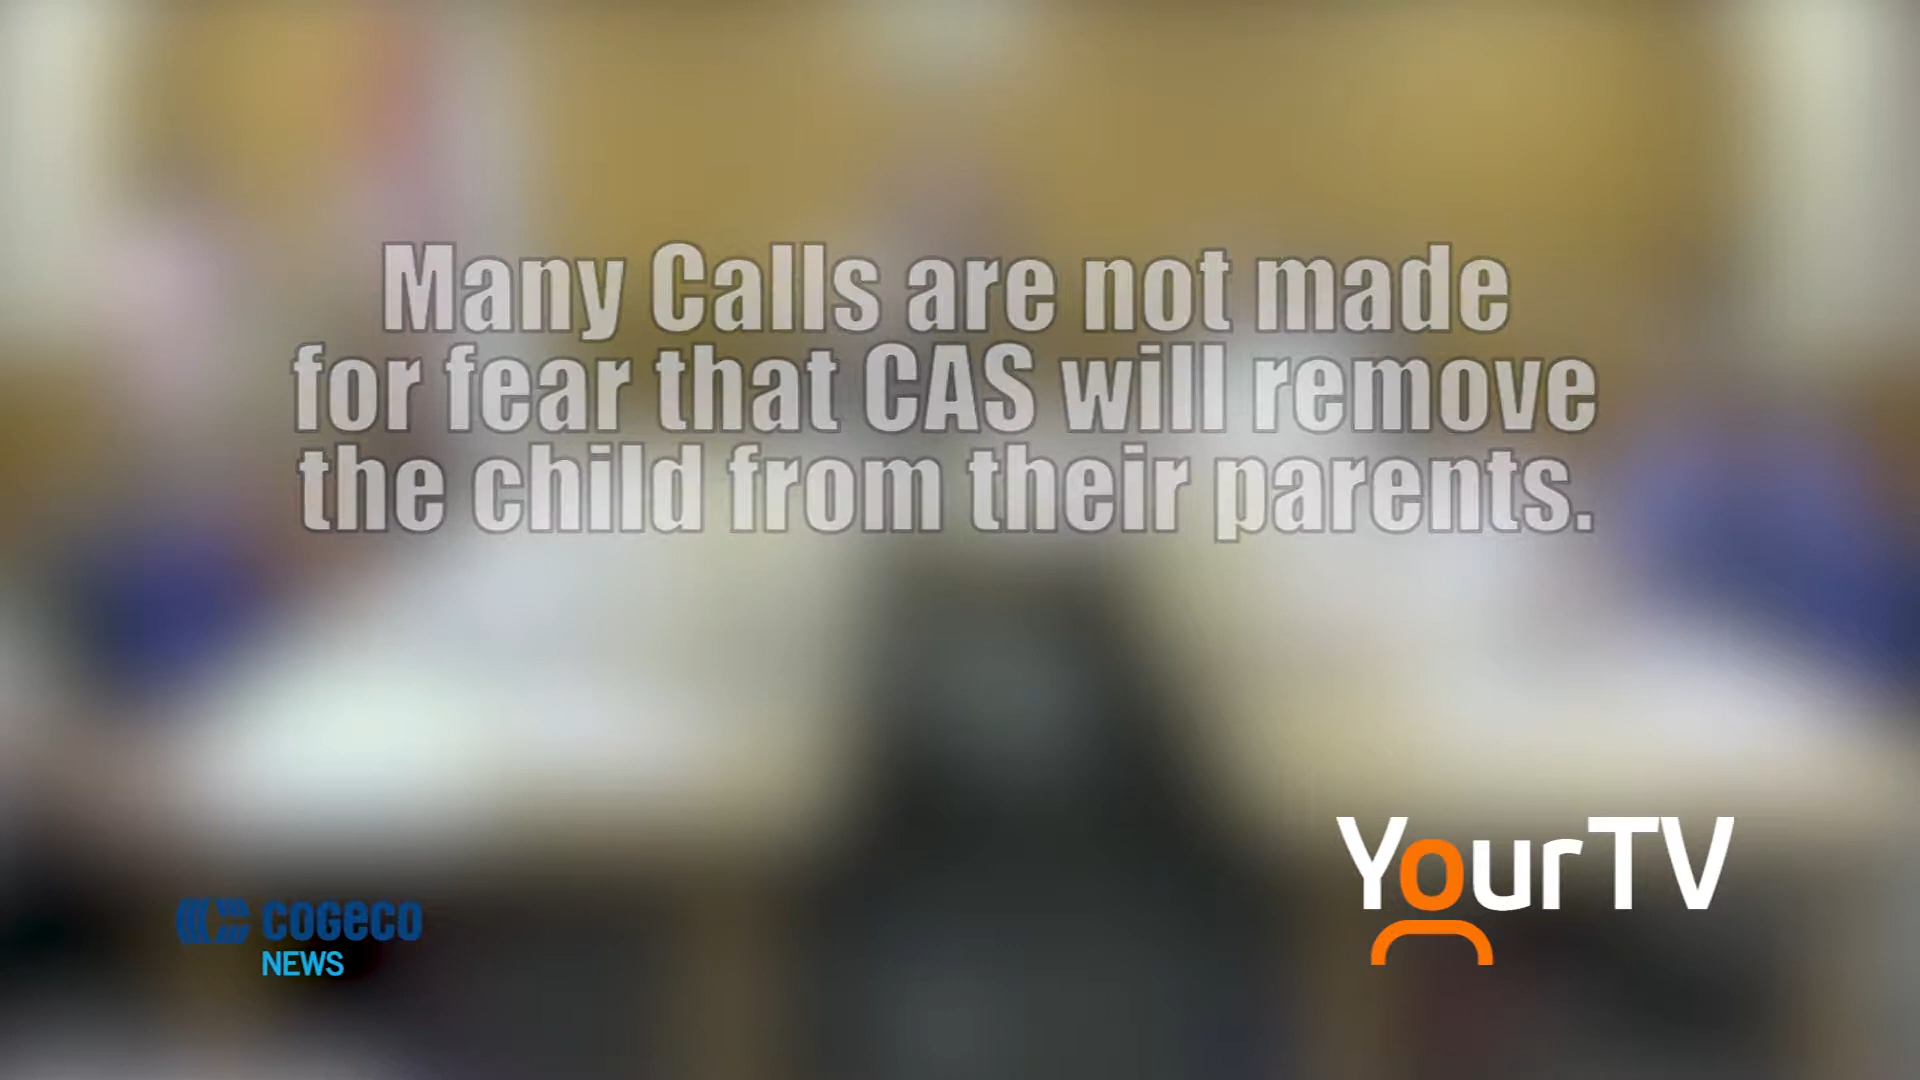 Many Calls are not made
for fear that CAS will remove
the child from their parents.
YourTV
COGECO
NEWS